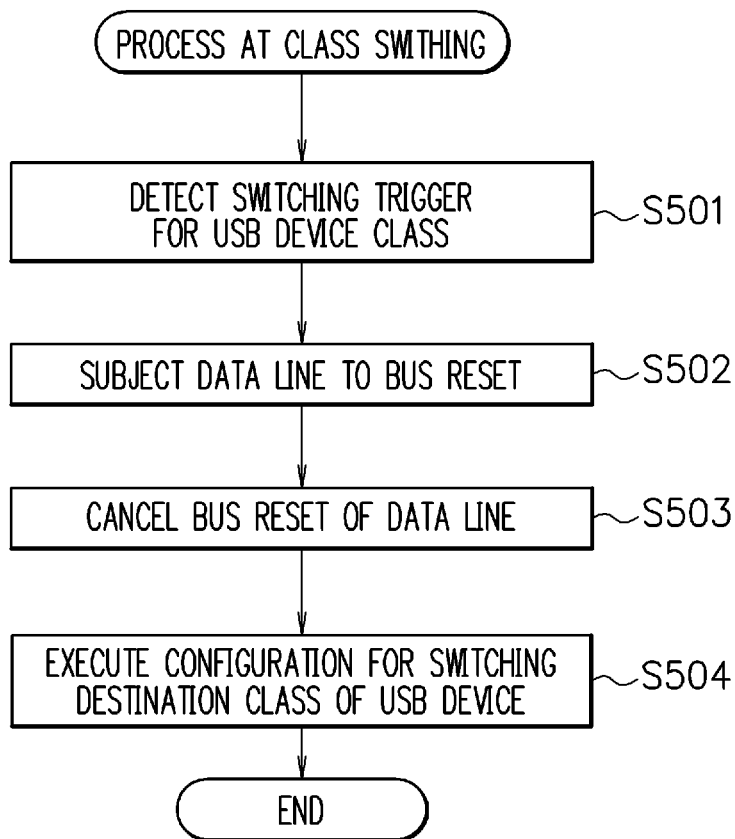 PROCESS AT CLASS SWITHING
DETECT SWITCHING TRIGGER
FOR USB DEVICE CLASS
S501
SUBJECT DATA LINE TO BUS RESET
S502
CANCEL BUS RESET OF DATA LINE
S503
EXECUTE CONFIGURATION FOR SWITCHING
DESTINATION CLASS OF USB DEVICE
S504
END